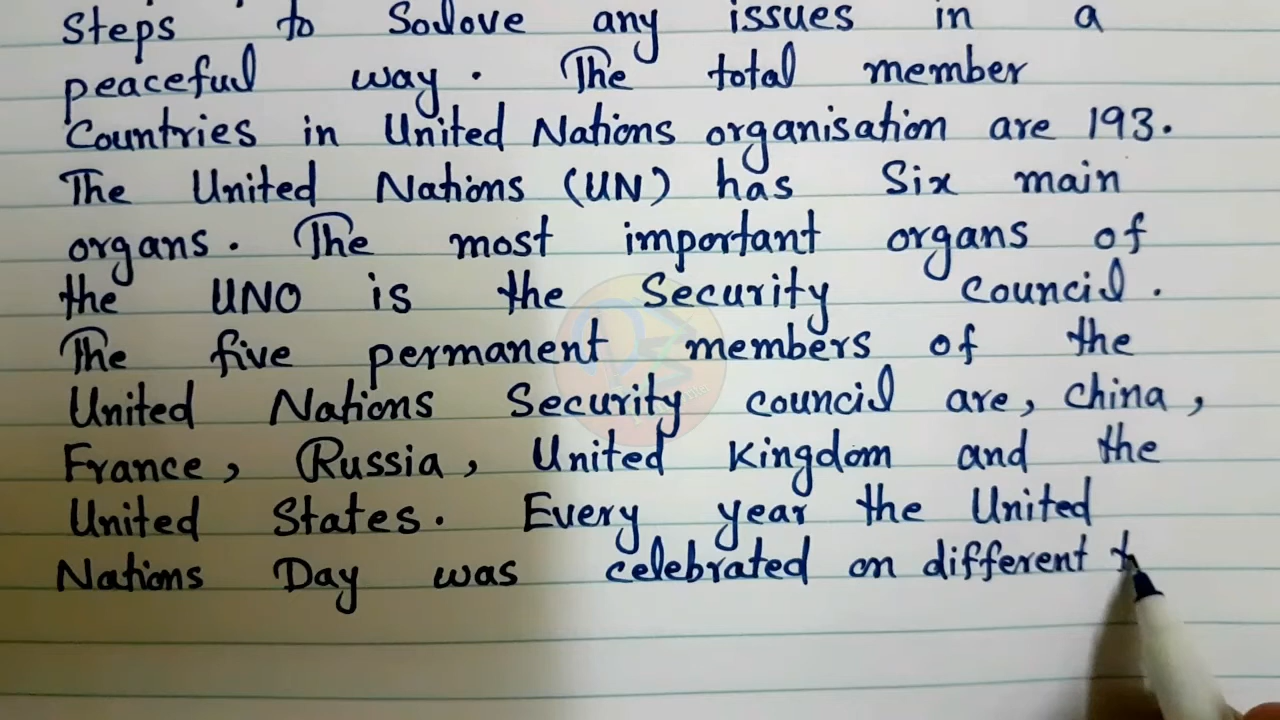 Steps to Solove any issues in a
peaceful way. The total member
Countries in United Nations organisation are 193.
The United Nations (UN) has Six main
organs. The most important organs of
the UNO is the Security Council.
The five permanent members of the
United Nations Security council are, China,
France, Russia, United Kingdom and the
United States. Every year the United
Nations Day was celebrated on different t